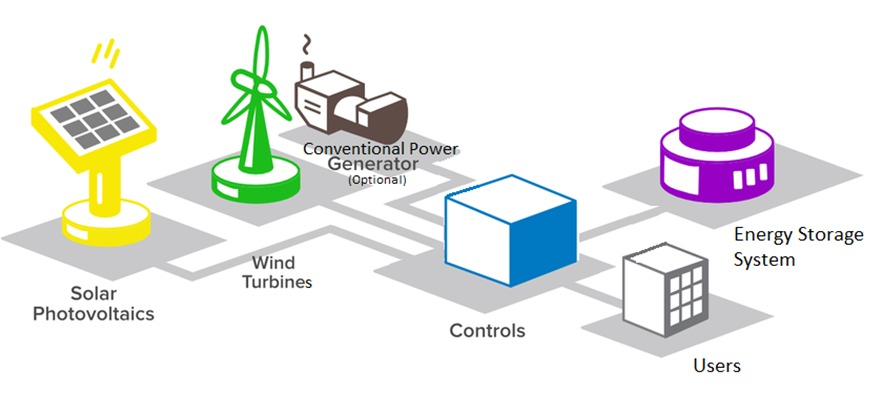 Conventional Power
Generator
(Optional)
Energy Storage
System
Wind
Turbines
Solar
Photovoltaics
Controls
Users